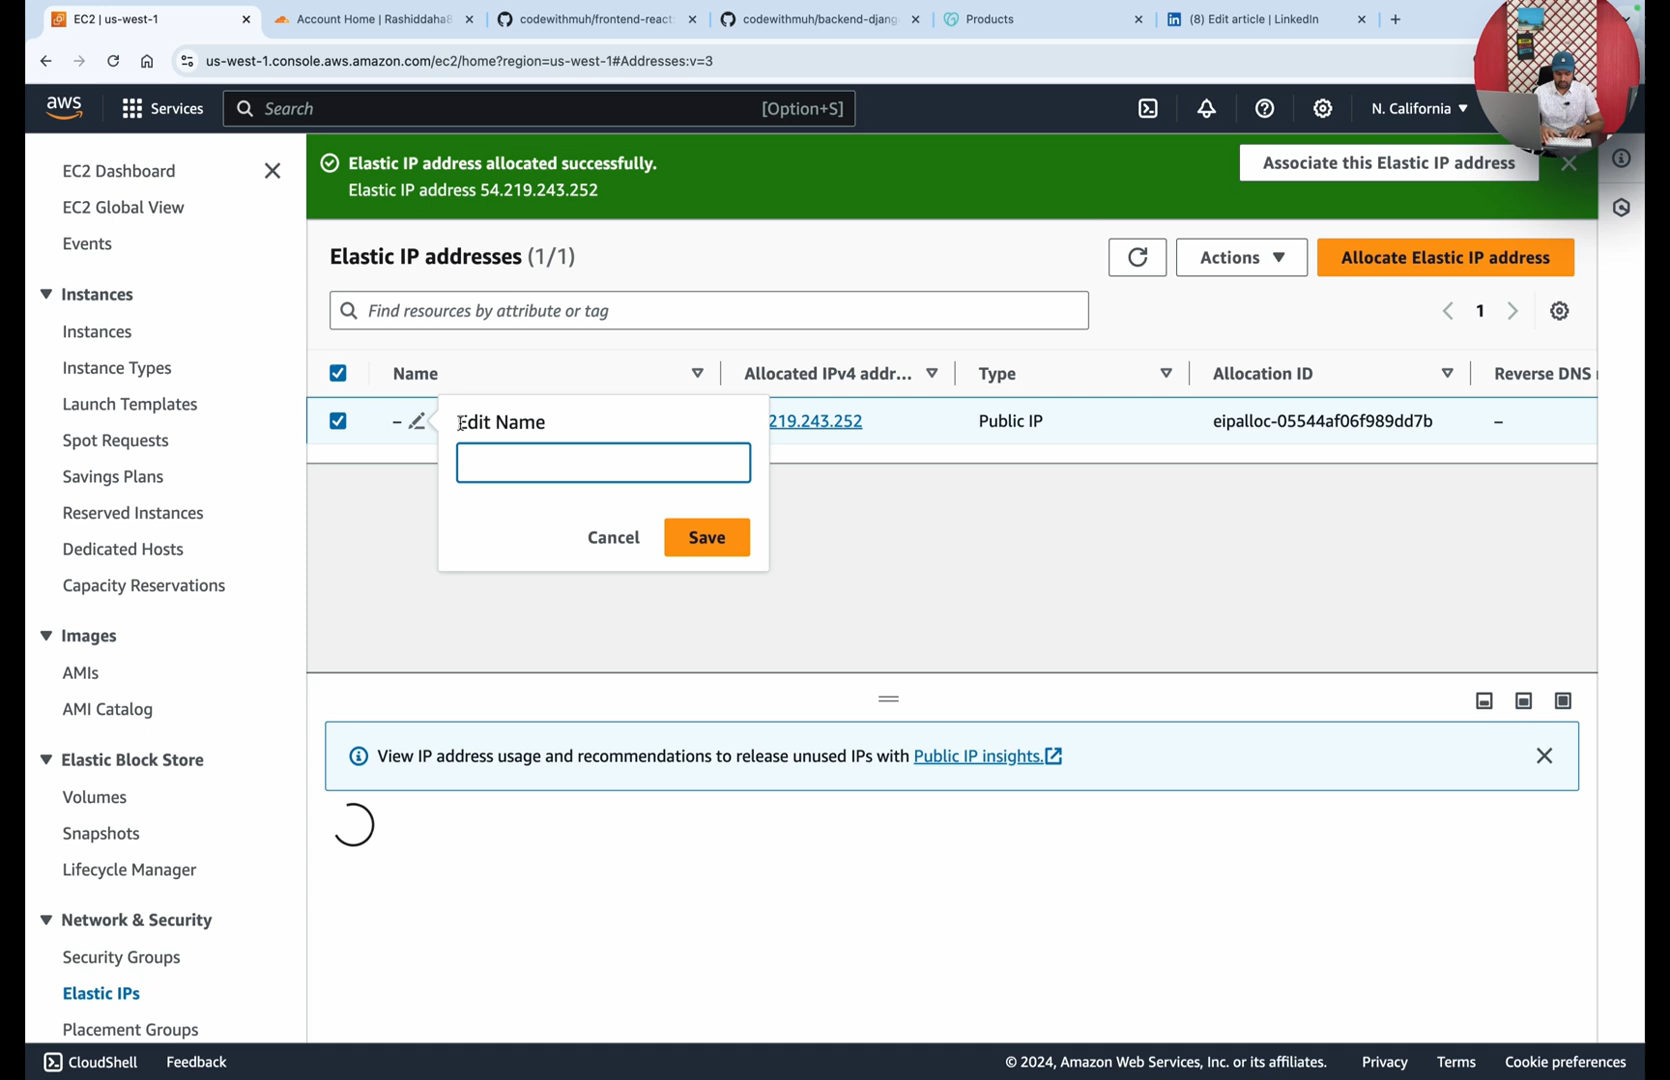 EC2 | us-west-1
Account Home | Rashiddaha8
codewithmuh/frontend-react
codewithmuh/backend-djang
Products
(8) Edit article | LinkedIn
us-west-1.console.aws.amazon.com/ec2/home?region=us-west-1#Addresses:v=3
aws
Services
Search
[Option+S]
N. California
EC2 Dashboard
EC2 Global View
Events
Instances
Instances
Instance Types
Launch Templates
Spot Requests
Savings Plans
Reserved Instances
Dedicated Hosts
Capacity Reservations
Images
AMIs
AMI Catalog
Elastic Block Store
Volumes
Snapshots
Lifecycle Manager
Network & Security
Security Groups
Elastic IPs
Placement Groups
Elastic IP address allocated successfully.
Elastic IP address 54.219.243.252
Associate this Elastic IP address
Elastic IP addresses (1/1)
Actions
Allocate Elastic IP address
Find resources by attribute or tag
1
Name
Allocated IPv4 addr...
Type
Allocation ID
Reverse DNS
–
219.243.252
Public IP
eipalloc-05544af06f989dd7b
–
Edit Name
Cancel
Save
View IP address usage and recommendations to release unused IPs with Public IP insights.
CloudShell
Feedback
© 2024, Amazon Web Services, Inc. or its affiliates.
Privacy
Terms
Cookie preferences